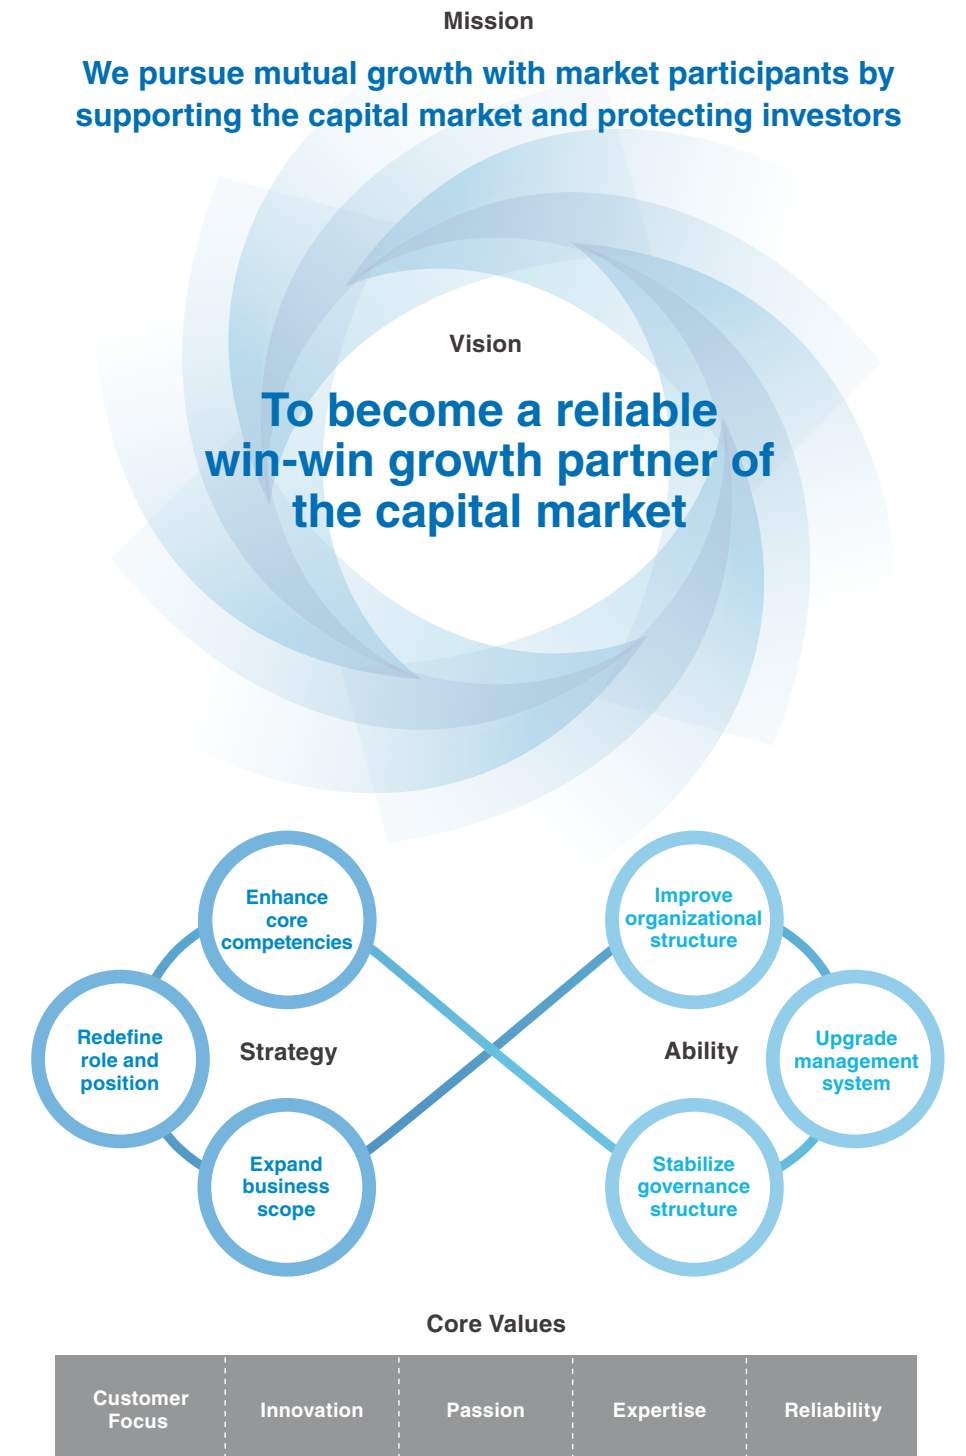 Mission
We pursue mutual growth with market participants by
supporting the capital market and protecting investors
Vision
To become a reliable
win-win growth partner of
the capital market
Enhance
core
competencies
Redefine
role and
position
Strategy
Expand
business
scope
Improve
organizational
structure
Ability
Upgrade
management
system
Stabilize
governance
structure
Core Values
Customer
Focus
Innovation
Passion
Expertise
Reliability